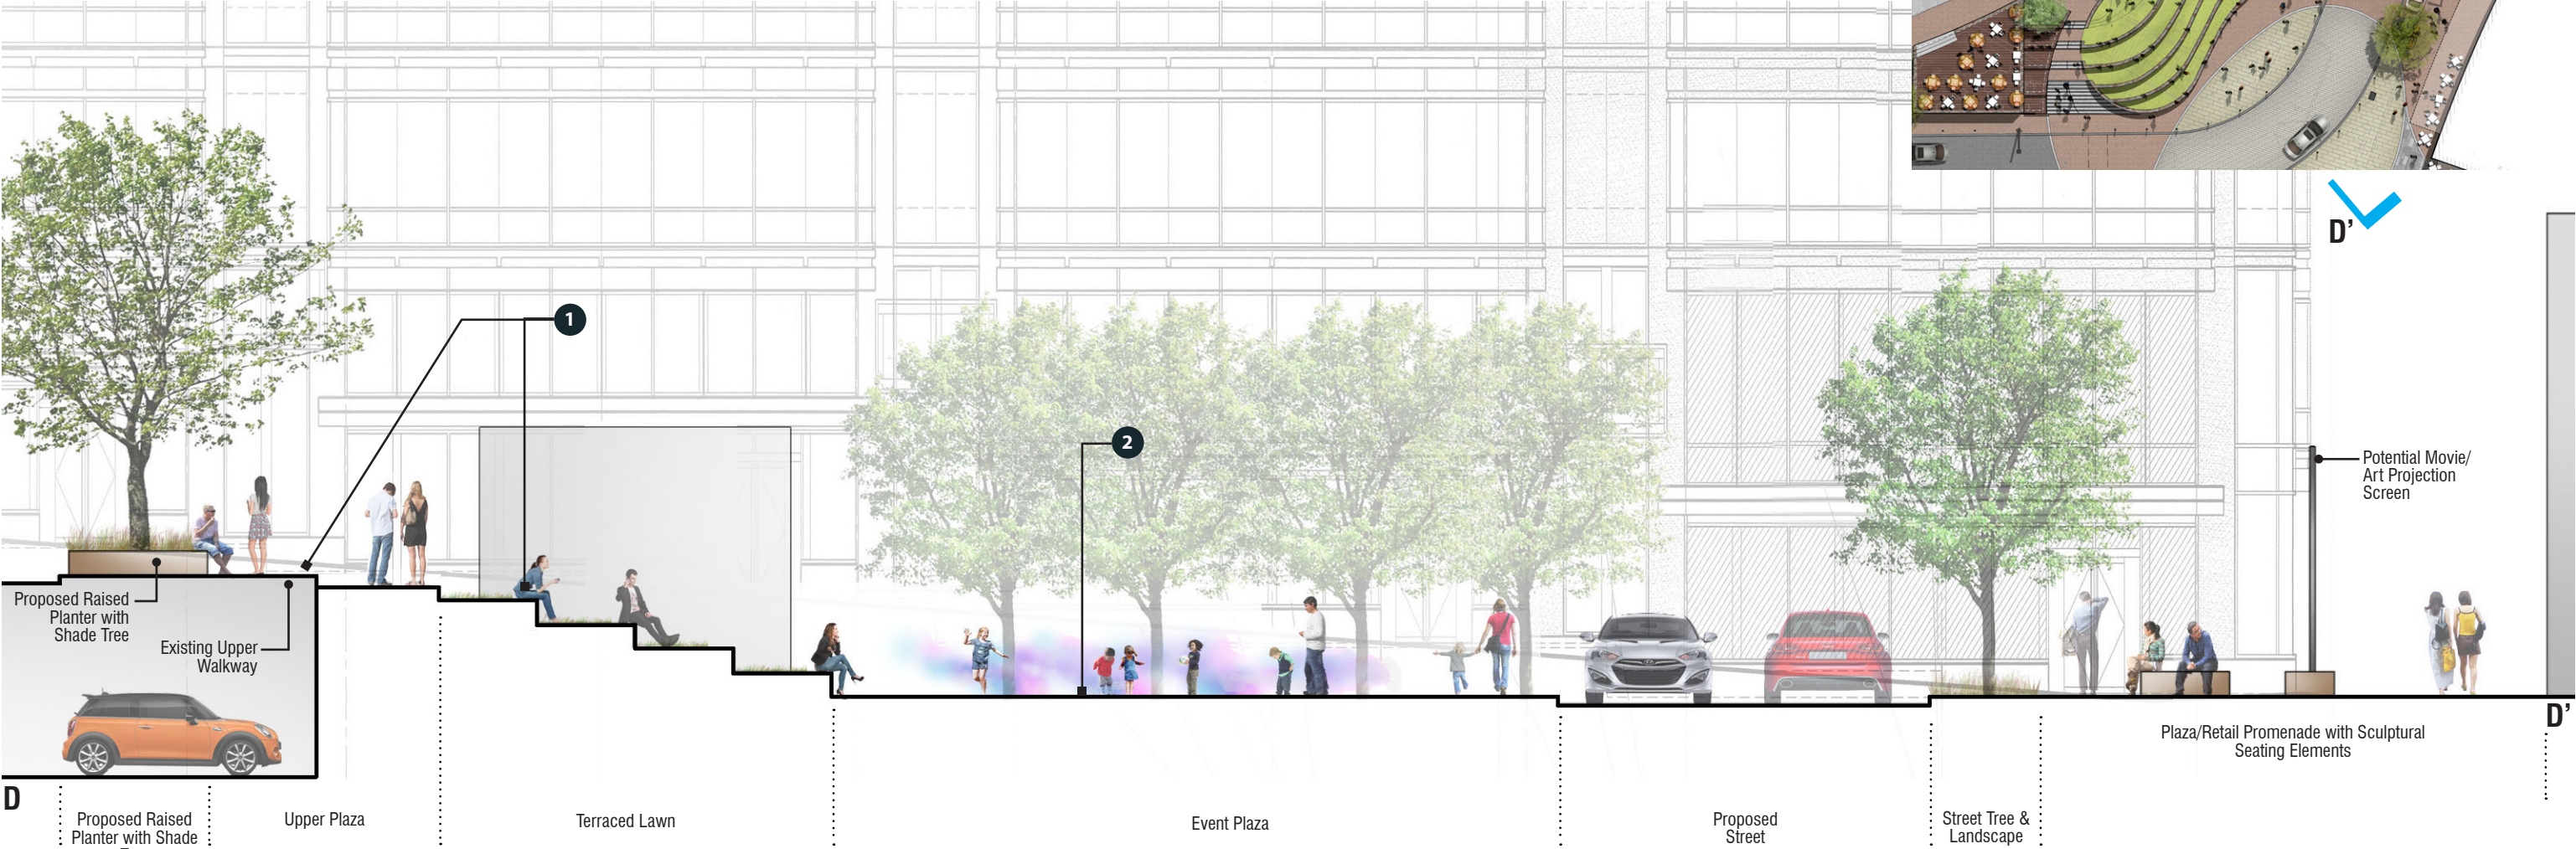 D’
1
2
Potential Movie/
Art Projection
Screen
Proposed Raised
Planter with
Shade Tree
Existing Upper
Walkway
D
D’
Plaza/Retail Promenade with Sculptural
Seating Elements
Proposed Raised
Planter with Shade
Upper Plaza
Terraced Lawn
Event Plaza
Proposed
Street
Street Tree &
Landscape